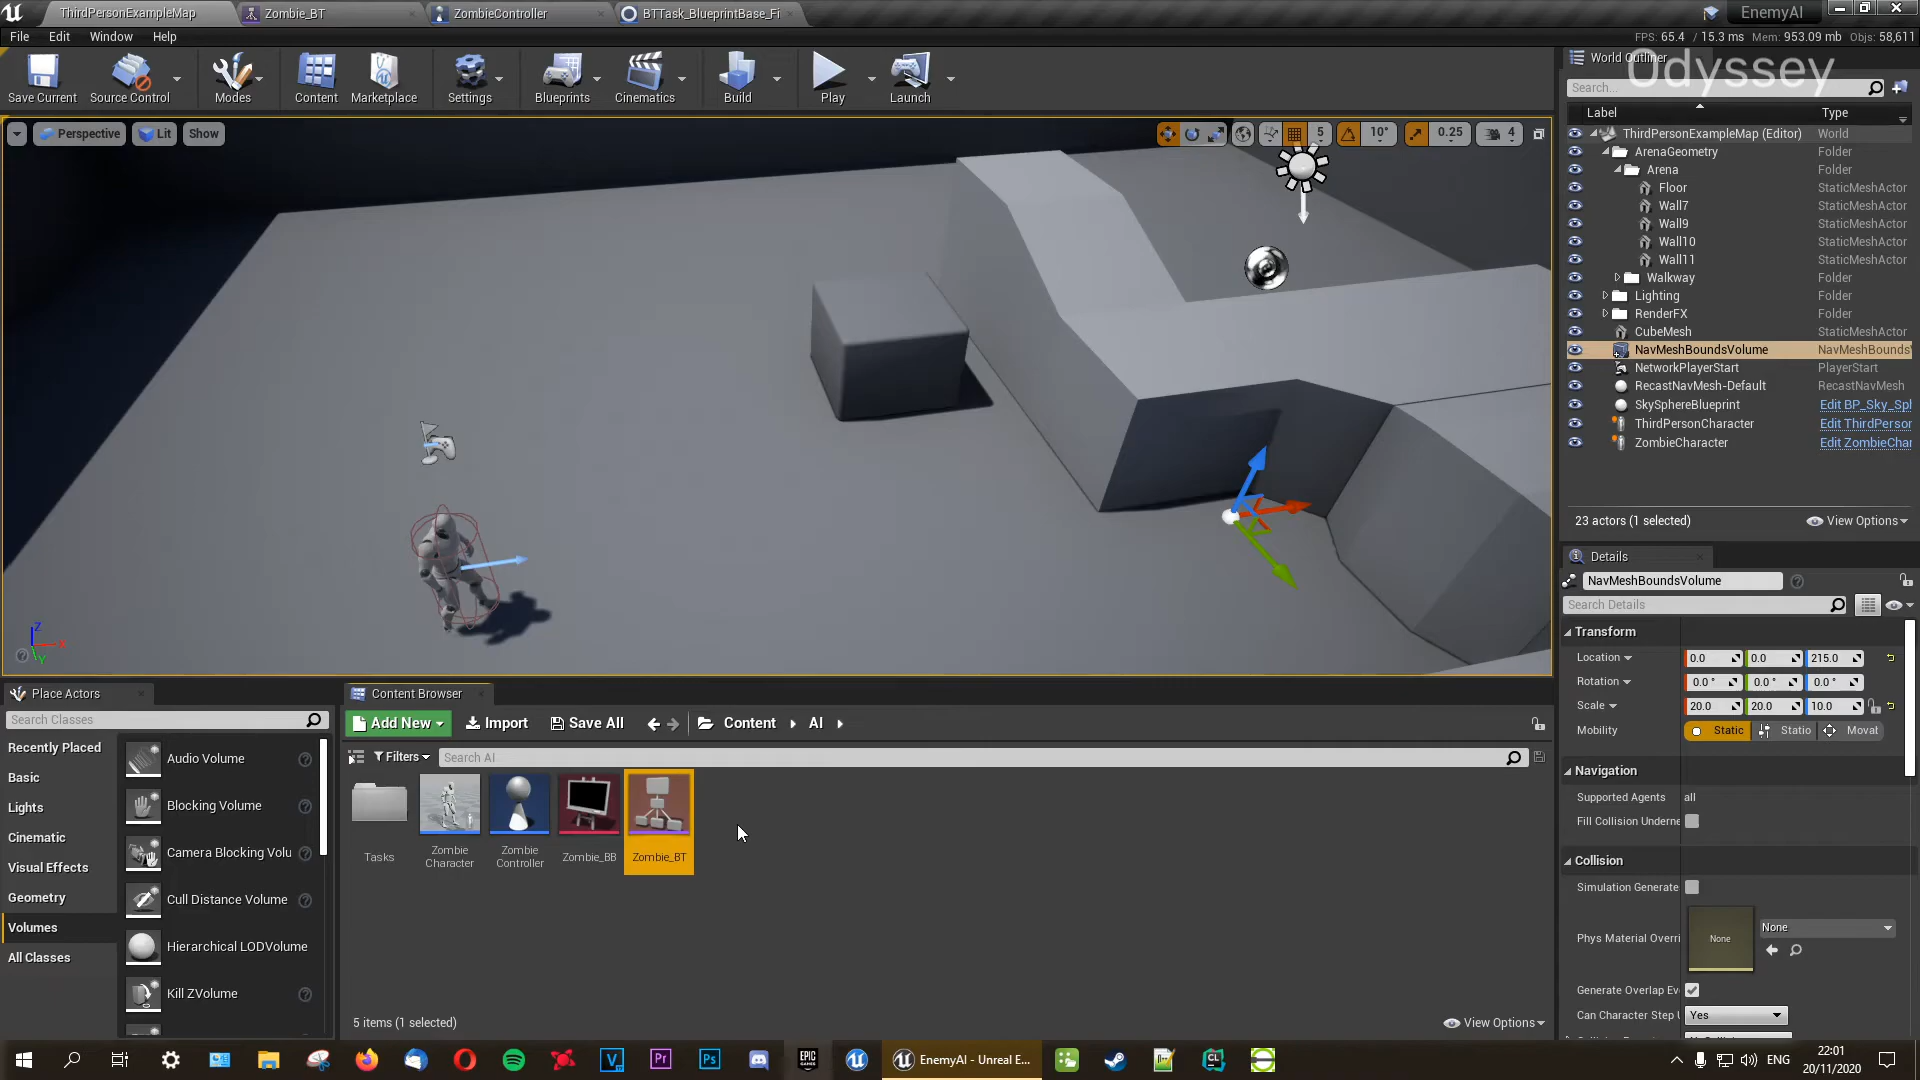 ThirdPersonExampleMap
Zombie_BT
ZombieController
BTTask_BlueprintBase_Fi
EnemyAI
File
Edit
Window
Help
FPS: 65.4 / 15.3 ms
Mem: 953.09 mb
Objs: 58,611
Save Current
Source Control
Modes
Content
Marketplace
Settings
Blueprints
Cinematics
Build
Play
Launch
World Outliner
Odyssey
Search...
Label
Type
ThirdPersonExampleMap (Editor)
World
ArenaGeometry
Folder
Arena
Folder
Floor
StaticMeshActor
Wall7
StaticMeshActor
Wall9
StaticMeshActor
Wall10
StaticMeshActor
Wall11
StaticMeshActor
Walkway
Folder
Lighting
Folder
RenderFX
Folder
CubeMesh
StaticMeshActor
NavMeshBoundsVolume
NavMeshBounds
NetworkPlayerStart
PlayerStart
RecastNavMesh-Default
RecastNavMesh
SkySphereBlueprint
Edit BP_Sky_Sph
ThirdPersonCharacter
Edit ThirdPerson
ZombieCharacter
Edit ZombieChar
23 actors (1 selected)
View Options
Perspective
Lit
Show
5
10°
0.25
4
Z
X
Y
Details
NavMeshBoundsVolume
Search Details
Transform
Location
0.0
0.0
215.0
Rotation
0.0 °
0.0 °
0.0 °
Scale
20.0
20.0
10.0
Mobility
Static
Statio
Moval
Navigation
Supported Agents
all
Fill Collision Underne
Collision
Simulation Generate
Phys Material Overri
None
None
Generate Overlap Ev
Can Character Step U
Yes
Place Actors
Search Classes
Recently Placed
Basic
Lights
Cinematic
Visual Effects
Geometry
Volumes
All Classes
Audio Volume
Blocking Volume
Camera Blocking Volu
Cull Distance Volume
Hierarchical LODVolume
Kill ZVolume
Content Browser
Add New
Import
Save All
Content
AI
Filters
Search AI
Tasks
Zombie
Character
Zombie
Controller
Zombie_BB
Zombie_BT
5 items (1 selected)
View Options
EPIC
GAMES
EnemyAI - Unreal E...
V
Pr
Ps
CL
ENG
22:01
20/11/2020